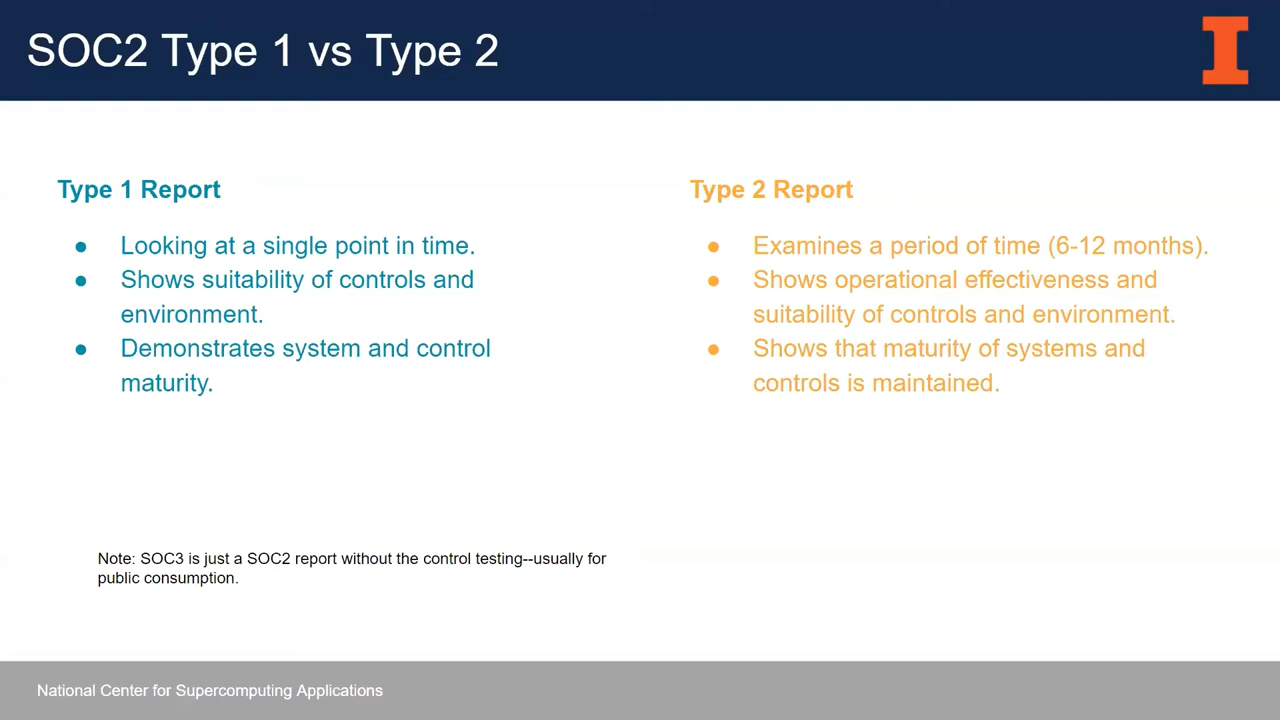 SOC2 Type 1 vs Type 2
Type 1 Report
● Looking at a single point in time.
● Shows suitability of controls and
environment.
● Demonstrates system and control
maturity.
Type 2 Report
● Examines a period of time (6-12 months).
● Shows operational effectiveness and
suitability of controls and environment.
● Shows that maturity of systems and
controls is maintained.
Note: SOC3 is just a SOC2 report without the control testing--usually for
public consumption.
National Center for Supercomputing Applications